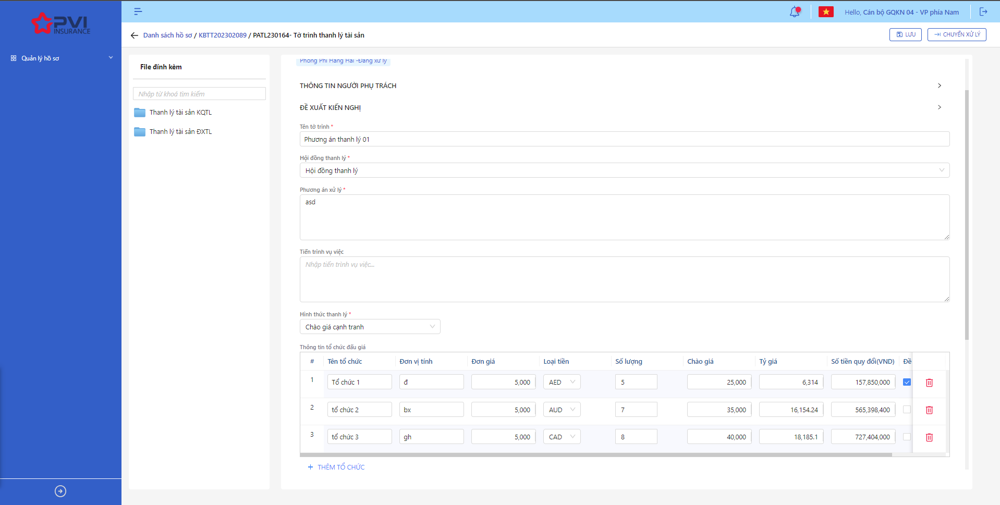 PVI
INSURANCE
Hello, Cán bộ GQKN 04 - VP phía Nam
Quản lý hồ sơ
Danh sách hồ sơ / KBTT202302089 / PATL230164- Tờ trình thanh lý tài sản
LƯU
CHUYỂN XỬ LÝ
File đính kèm
Nhập từ khoá tìm kiếm
Thanh lý tài sản KQTL
Thanh lý tài sản ĐXTL
Phòng Phi Hàng Hải -Đang xử lý
THÔNG TIN NGƯỜI PHỤ TRÁCH
ĐỀ XUẤT KIẾN NGHỊ
Tên tờ trình *
Phương án thanh lý 01
Hội đồng thanh lý *
Hội đồng thanh lý
Phương án xử lý *
asd
Tiến trình vụ việc
Nhập tiến trình vụ việc...
Hình thức thanh lý *
Chào giá cạnh tranh
Thông tin tổ chức đấu giá
# Tên tổ chức Đơn vị tính Đơn giá Loại tiền Số lượng Chào giá Tỷ giá Số tiền quy đổi(VND) Đề
1 Tổ chức 1 đ 5,000 AED 5 25,000 6,314 157,850,000
2 tổ chức 2 bx 5,000 AUD 7 35,000 16,154.24 565,398,400
3 tổ chức 3 gh 5,000 CAD 8 40,000 18,185.1 727,404,000
+ THÊM TỔ CHỨC